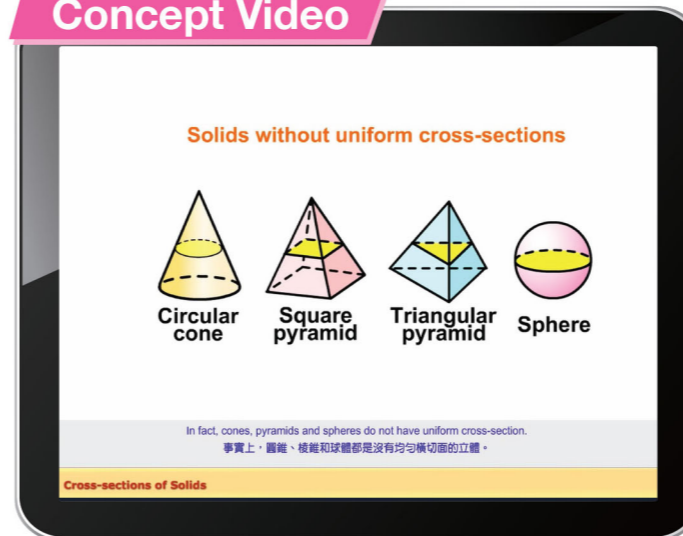 Concept Video
Solids without uniform cross-sections
Circular
cone
Square
pyramid
Triangular
pyramid
Sphere
In fact, cones, pyramids and spheres do not have uniform cross-section.
事實上，圓錐、棱錐和球體都是沒有均勻橫切面的立體。
Cross-sections of Solids